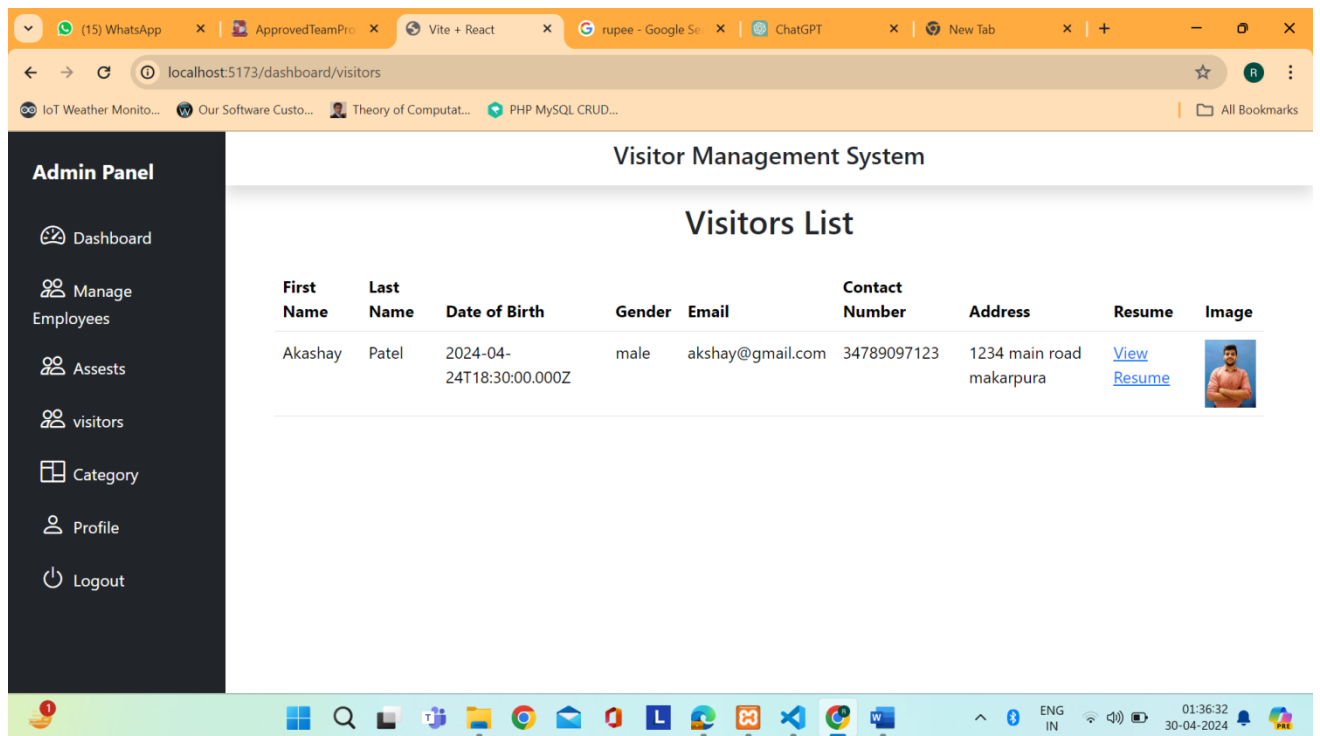 (15) WhatsApp
ApprovedTeamPro
Vite + React
rupee - Google Se
ChatGPT
New Tab
localhost:5173/dashboard/visitors
R
IoT Weather Monito...
Our Software Custo...
Theory of Computat...
PHP MySQL CRUD...
All Bookmarks
Admin Panel
Dashboard
Manage
Employees
Assests
visitors
Category
Profile
Logout
Visitor Management System
Visitors List
First Name
Last Name
Date of Birth
Gender
Email
Contact Number
Address
Resume
Image
Akashay
Patel
2024-04-
24T18:30:00.000Z
male
akshay@gmail.com
34789097123
1234 main road
makarpura
View
Resume
1
L
W
ENG
IN
01:36:32
30-04-2024
PRE